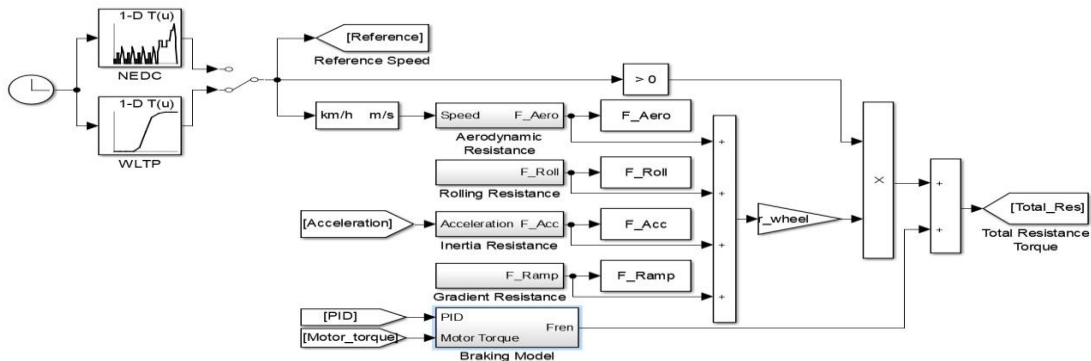 1-D T(u)
NEDC
1-D T(u)
WLTP
[Reference]
Reference Speed
> 0
km/h m/s
Speed F_Aero
Aerodynamic
Resistance
F_Aero
F_Roll
Rolling Resistance
F_Roll
[Acceleration]
Acceleration F_Acc
Inertia Resistance
F_Acc
F_Ramp
Gradient Resistance
F_Ramp
[PID]
[Motor_torque]
PID
Motor Torque
Fren
Braking Model
+
+
+
+
r_wheel
X
+
+
[Total_Res]
Total Resistance
Torque